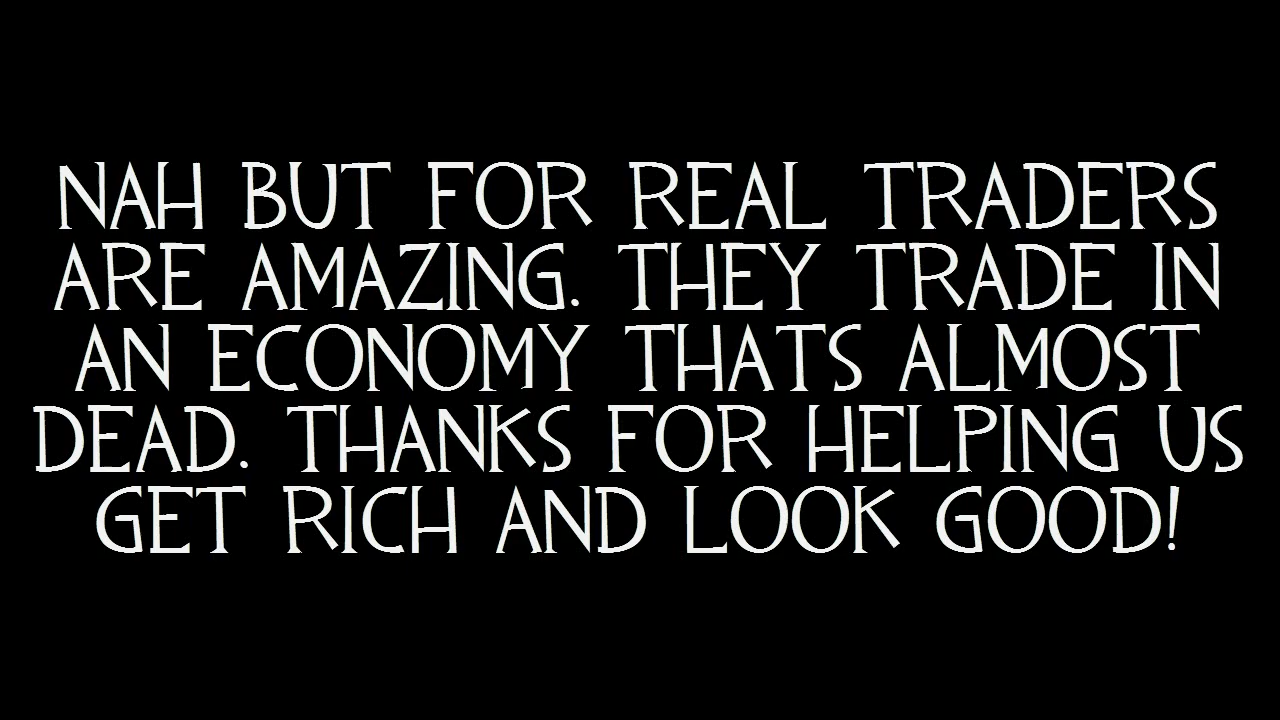 NAH BUT FOR REAL TRADERS
ARE AMAZING. THEY TRADE IN
AN ECONOMY THATS ALMOST
DEAD. THANKS FOR HELPING US
GET RICH AND LOOK GOOD!